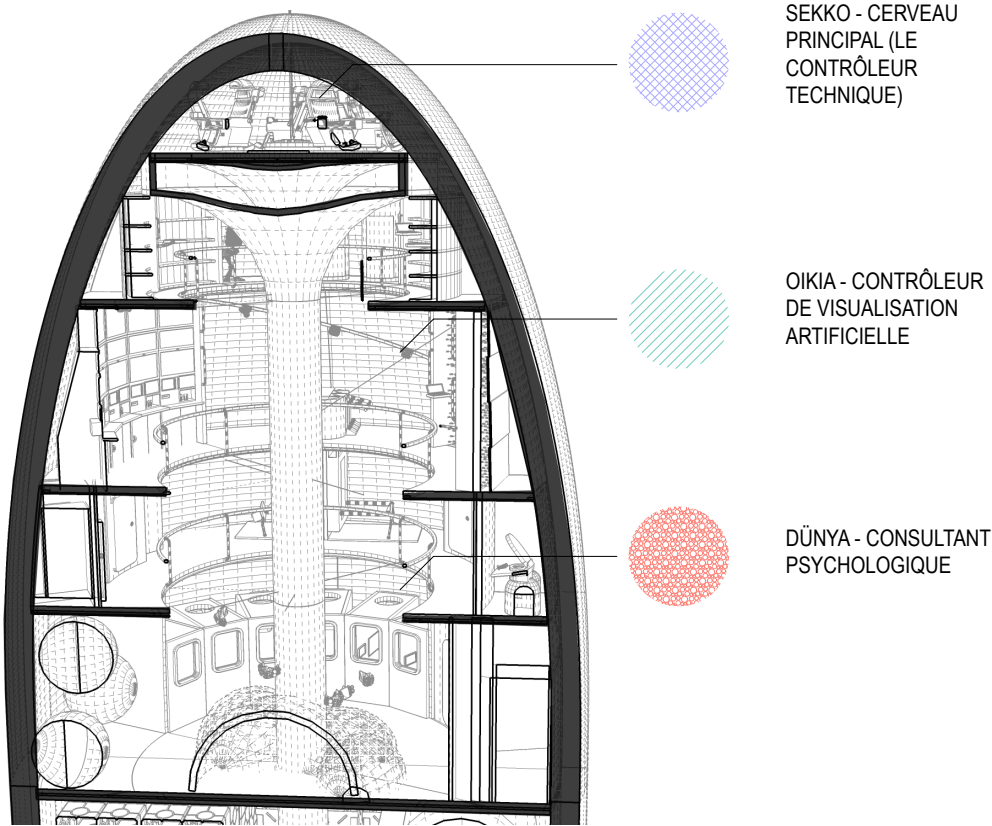 SEKKO - CERVEAU
PRINCIPAL (LE
CONTRÔLEUR
TECHNIQUE)
OIKIA - CONTRÔLEUR
DE VISUALISATION
ARTIFICIELLE
DÜNYA - CONSULTANT
PSYCHOLOGIQUE